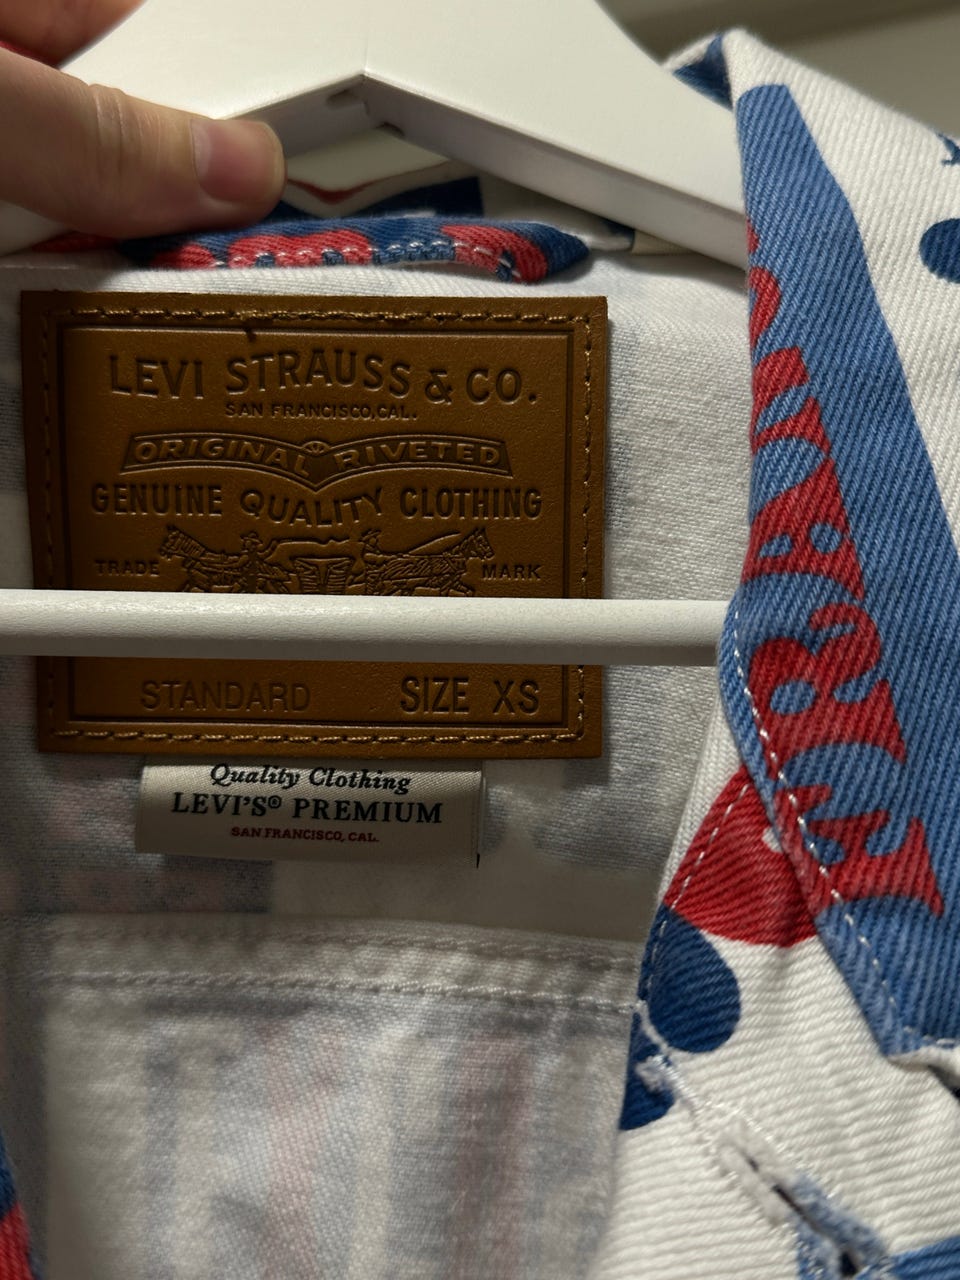 LEVI STRAUSS & CO.
SAN FRANCISCO, CAL.
ORIGINAL RIVETED
GENUINE QUALITY CLOTHING
TRADE MARK
STANDARD SIZE XS
Quality Clothing
LEVI'S® PREMIUM
SAN FRANCISCO, CAL.